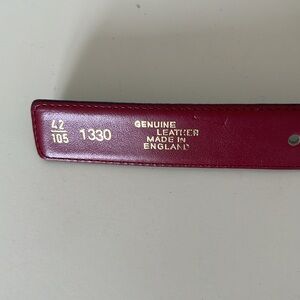 42
105
1330
GENUINE
LEATHER
MADE IN
ENGLAND